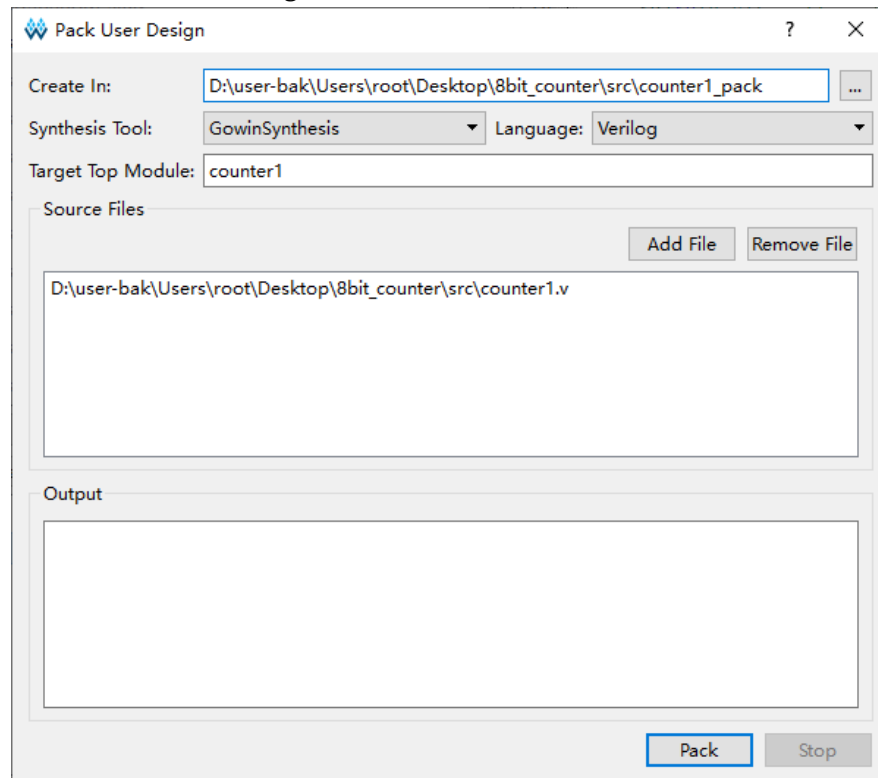 Pack User Design ?
Create In: D:\user-bak\Users\root\Desktop\8bit_counter\src\counter1_pack ...
Synthesis Tool: GowinSynthesis Language: Verilog
Target Top Module: counter1
Source Files
Add File Remove File
D:\user-bak\Users\root\Desktop\8bit_counter\src\counter1.v
Output
Pack Stop